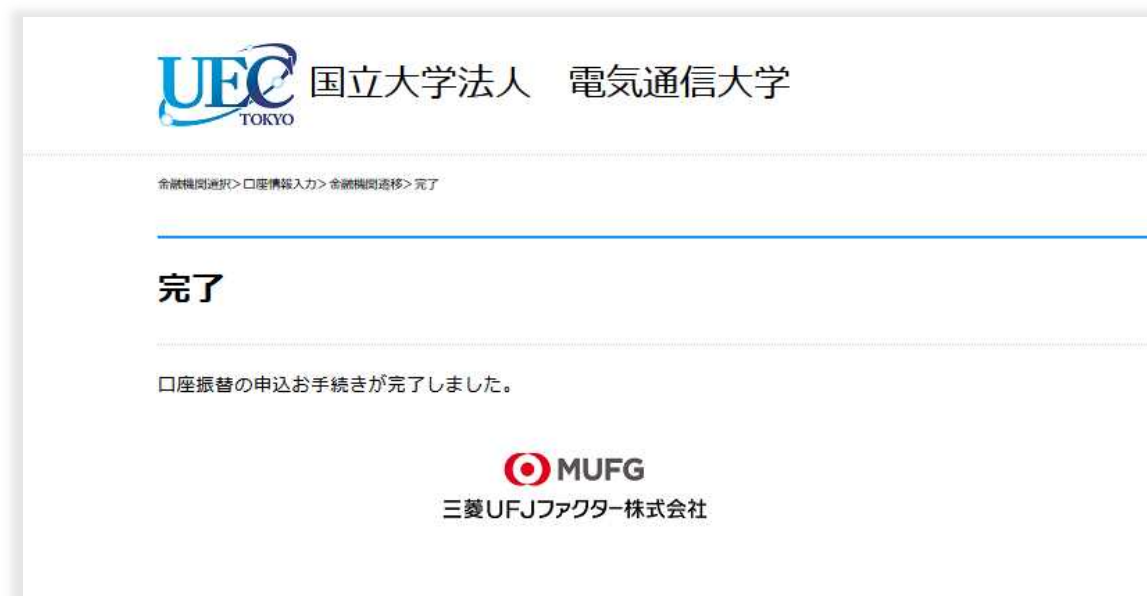 UEC
TOKYO
国立大学法人　電気通信大学
金融機関選択>口座情報入力>金融機関遷移>完了
完了
口座振替の申込お手続きが完了しました。
MUFG
三菱UFJファクター株式会社